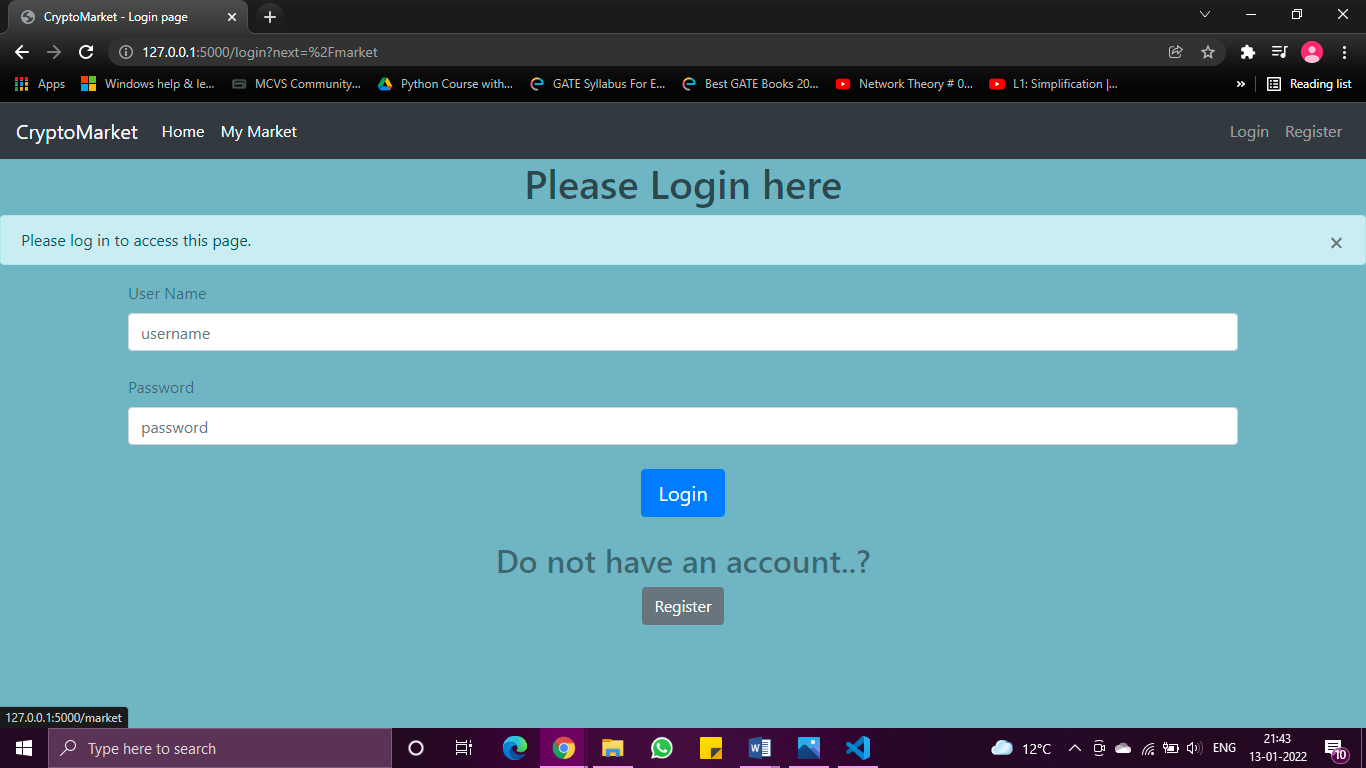 CryptoMarket - Login page
127.0.0.1:5000/login?next=%2Fmarket
Apps Windows help & le... MCVS Community... Python Course with... GATE Syllabus For E... Best GATE Books 20... Network Theory # 0... L1: Simplification |... » Reading list
CryptoMarket Home My Market Login Register
Please Login here
Please log in to access this page. ×
User Name
username
Password
password
Login
Do not have an account..?
Register
127.0.0.1:5000/market
Type here to search
12°C ENG
21:43
13-01-2022
10